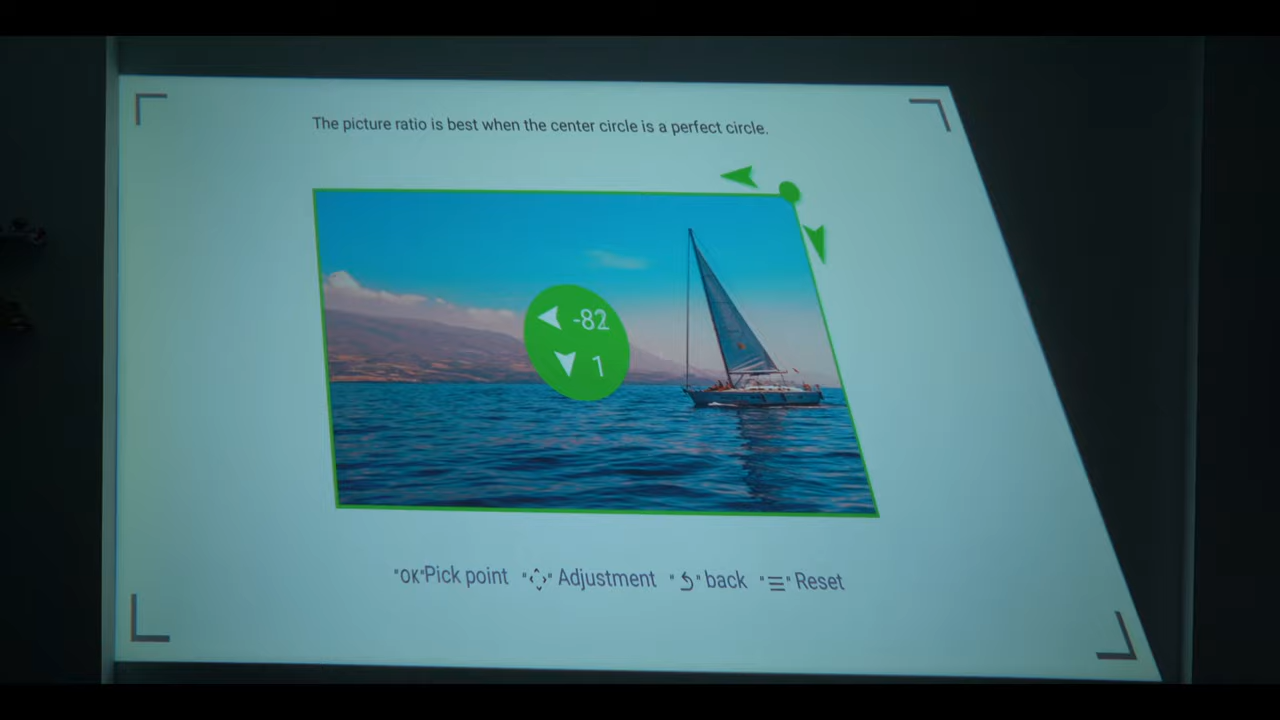 The picture ratio is best when the center circle is a perfect circle.
-82
1
"OK"Pick point " " Adjustment " " back "☰" Reset